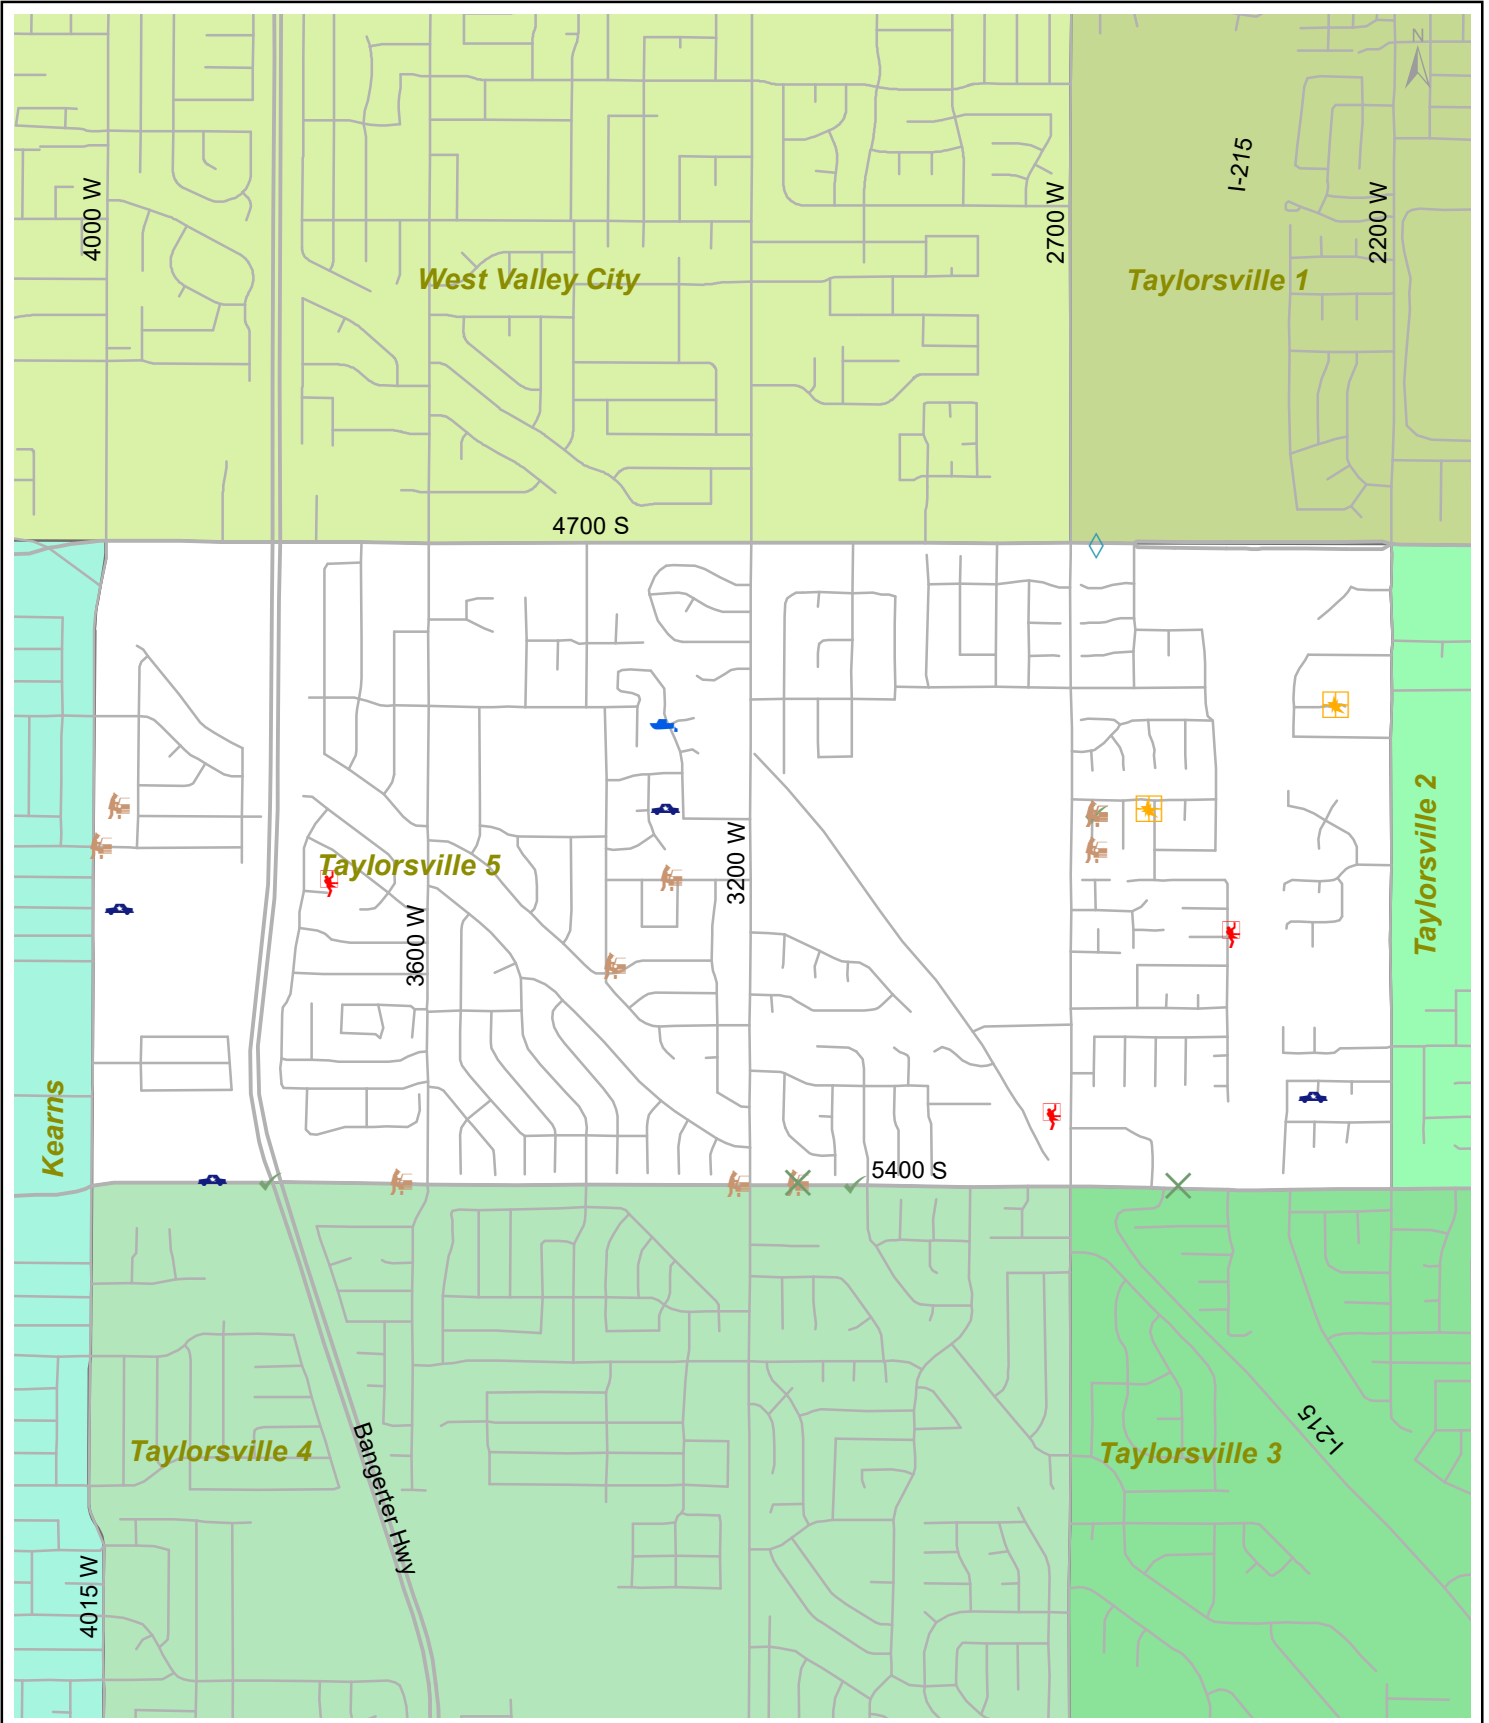 N
I-215
4000 W
2700 W
2200 W
West Valley City
Taylorsville 1
4700 S
Taylorsville 2
3200 W
Taylorsville 5
3600 W
Kearns
5400 S
I-215
Taylorsville 4
Taylorsville 3
Bangerter Hwy
4015 W